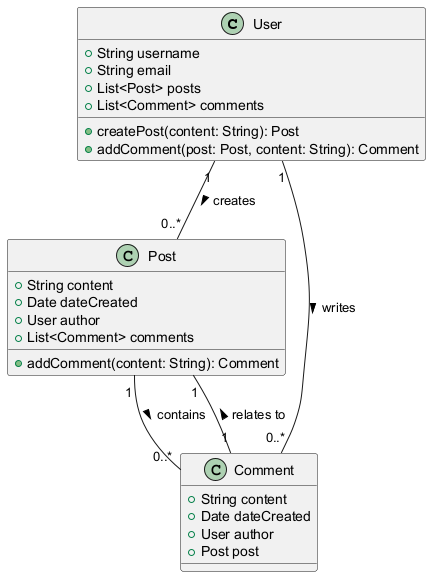 C User
String username
String email
List<Post> posts
List<Comment> comments
createPost(content: String): Post
addComment(post: Post, content: String): Comment
1
1
creates
0..*
C Post
String content
Date dateCreated
User author
List<Comment> comments
addComment(content: String): Comment
writes
1
1
contains
relates to
0..*
1
0..*
C Comment
String content
Date dateCreated
User author
Post post